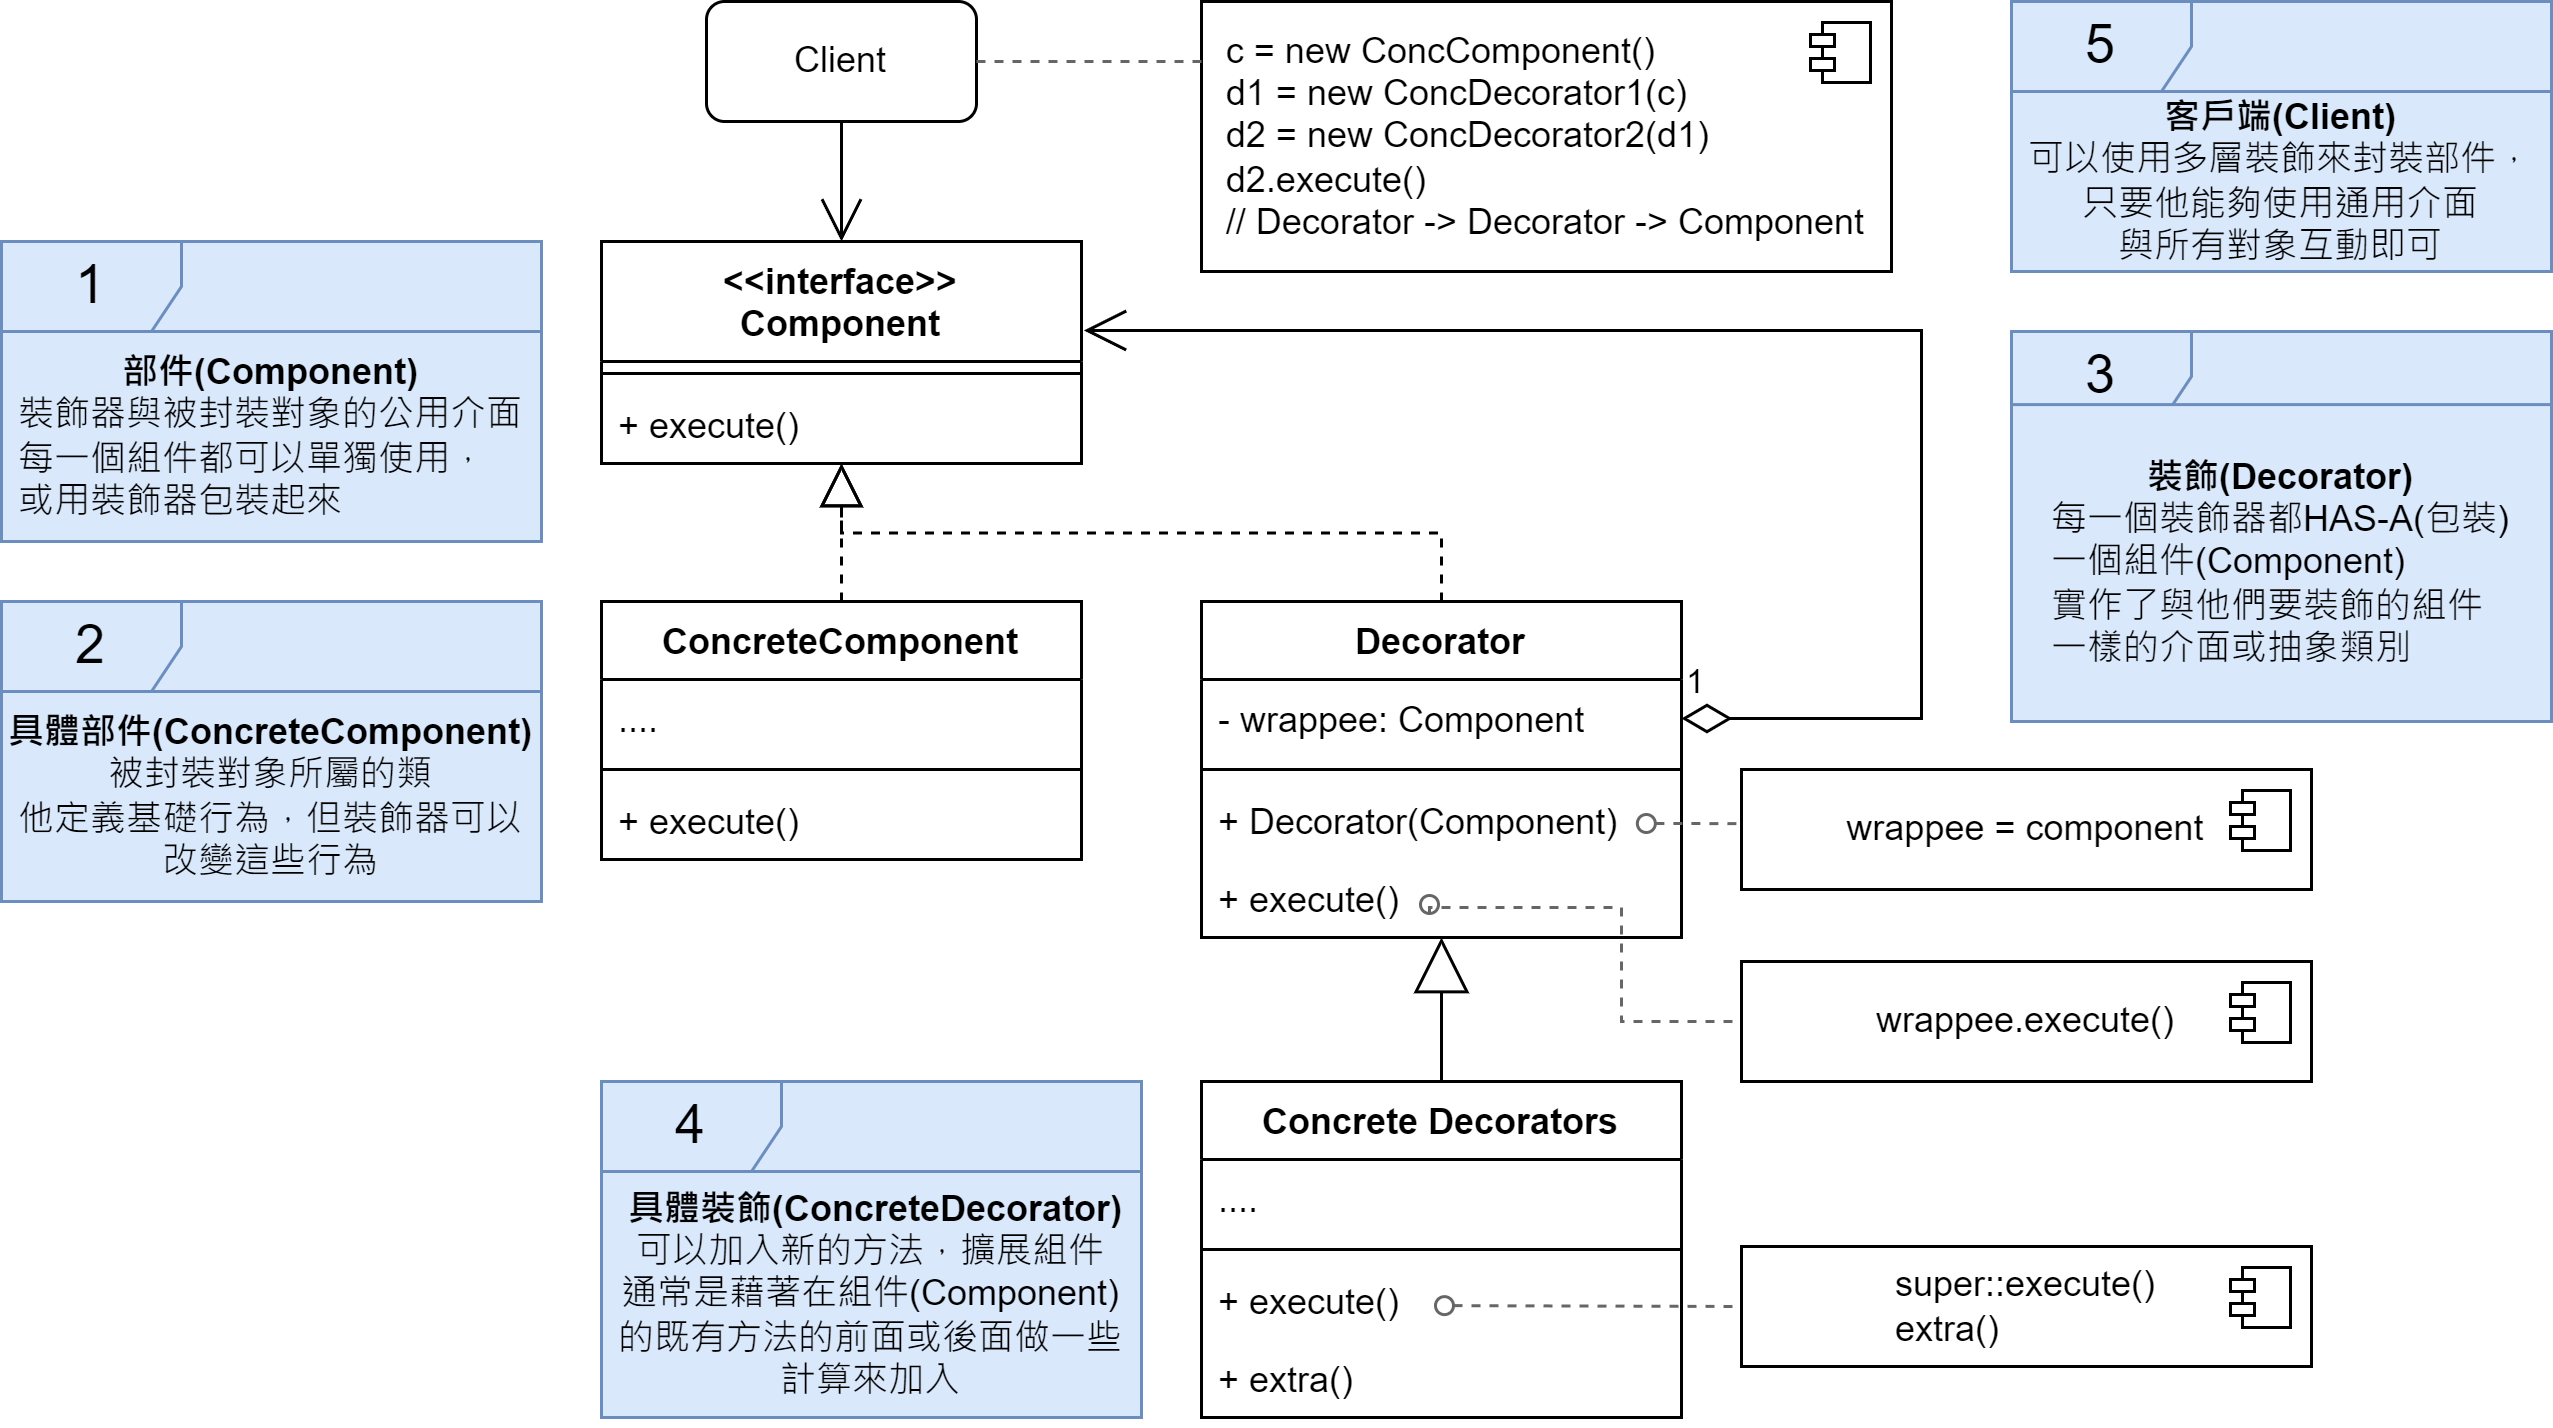 Client
c = new ConcComponent()
d1 = new ConcDecorator1(c)
d2 = new ConcDecorator2(d1)
d2.execute()
// Decorator -> Decorator -> Component
5
客戶端(Client)
可以使用多層裝飾來封裝部件，
只要他能夠使用通用介面
與所有對象互動即可
1
部件(Component)
裝飾器與被封裝對象的公用介面
每一個組件都可以單獨使用，
或用裝飾器包裝起來
<<interface>>
Component
+ execute()
3
裝飾(Decorator)
每一個裝飾器都HAS-A(包裝)
一個組件(Component)
實作了與他們要裝飾的組件
一樣的介面或抽象類別
2
具體部件(ConcreteComponent)
被封裝對象所屬的類
他定義基礎行為，但裝飾器可以
改變這些行為
ConcreteComponent
....
+ execute()
Decorator
- wrappee: Component
1
+ Decorator(Component)
+ execute()
wrappee = component
wrappee.execute()
4
具體裝飾(ConcreteDecorator)
可以加入新的方法，擴展組件
通常是藉著在組件(Component)
的既有方法的前面或後面做一些
計算來加入
Concrete Decorators
....
+ execute()
+ extra()
super::execute()
extra()